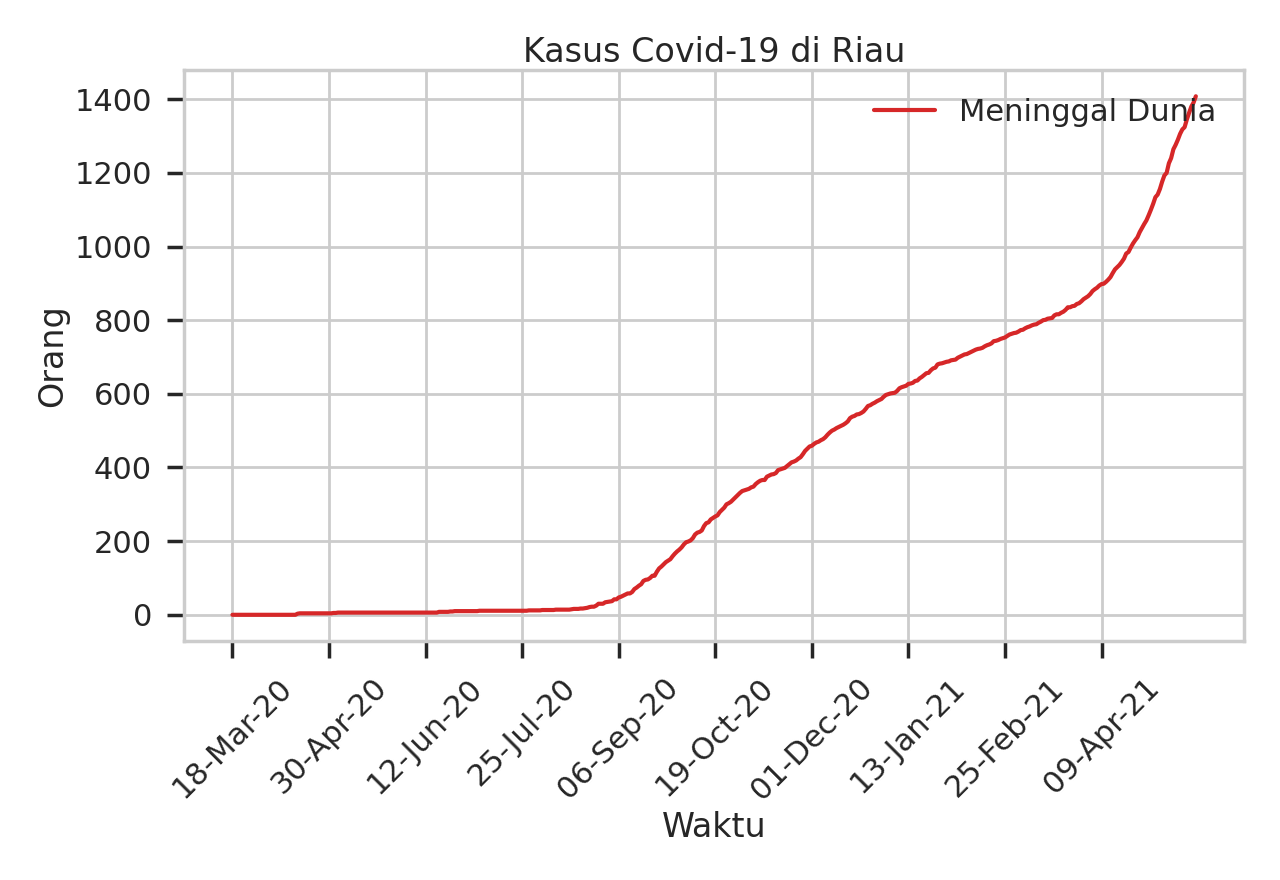 Kasus Covid-19 di Riau
Meninggal Dunia
1400
1200
1000
800
600
400
200
0
Orang
18-Mar-20
30-Apr-20
12-Jun-20
25-Jul-20
06-Sep-20
19-Oct-20
01-Dec-20
13-Jan-21
25-Feb-21
09-Apr-21
Waktu